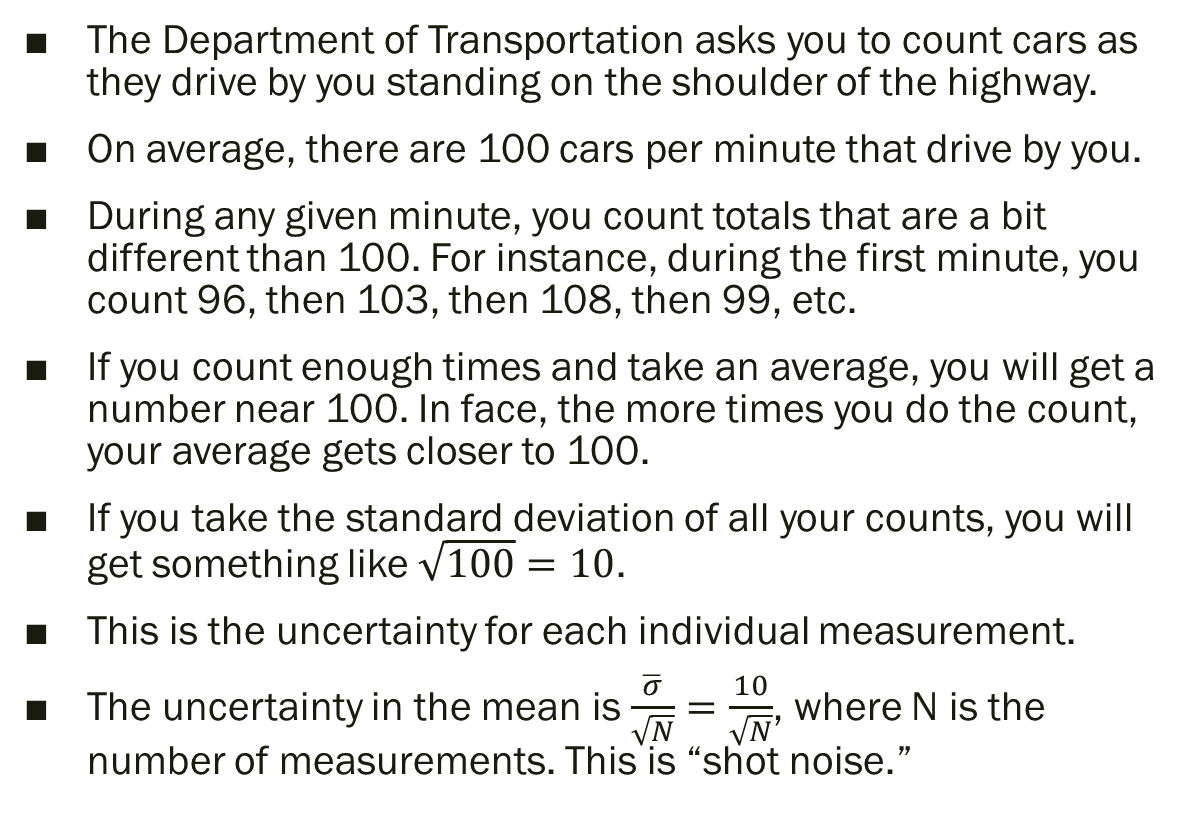 ■ The Department of Transportation asks you to count cars as
they drive by you standing on the shoulder of the highway.
■ On average, there are 100 cars per minute that drive by you.
■ During any given minute, you count totals that are a bit
different than 100. For instance, during the first minute, you
count 96, then 103, then 108, then 99, etc.
■ If you count enough times and take an average, you will get a
number near 100. In face, the more times you do the count,
your average gets closer to 100.
■ If you take the standard deviation of all your counts, you will
get something like √100 = 10.
■ This is the uncertainty for each individual measurement.
■ The uncertainty in the mean is σ̅/√N = 10/√N, where N is the
number of measurements. This is “shot noise.”